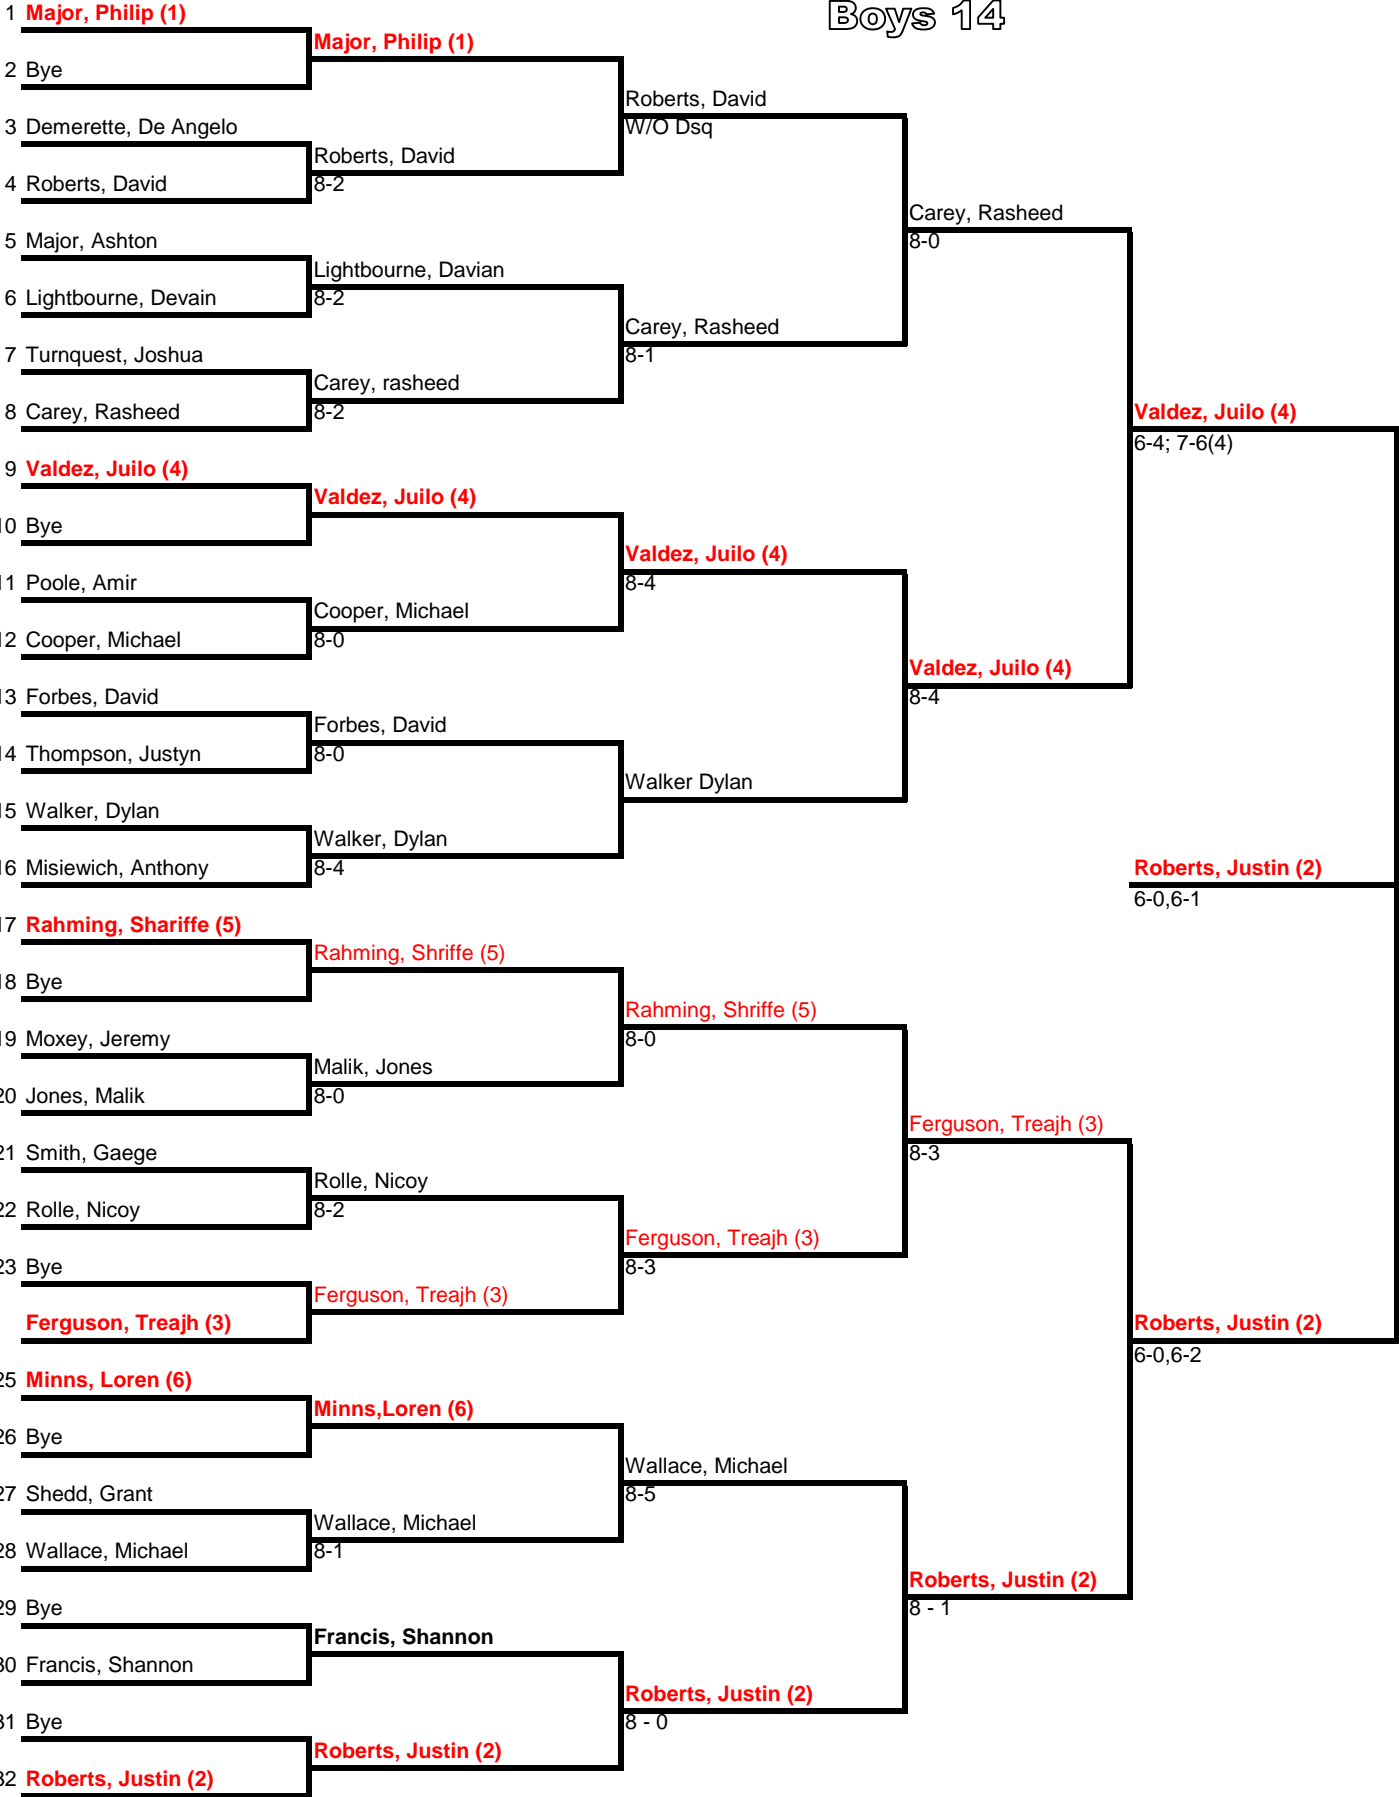 Boys 14
1 Major, Philip (1)
Major, Philip (1)
2 Bye
Roberts, David
W/O Dsq
3 Demerette, De Angelo
Roberts, David
8-2
4 Roberts, David
Carey, Rasheed
8-0
5 Major, Ashton
Lightbourne, Davian
8-2
6 Lightbourne, Devain
Carey, Rasheed
8-1
7 Turnquest, Joshua
Carey, rasheed
8-2
8 Carey, Rasheed
Valdez, Juilo (4)
6-4; 7-6(4)
9 Valdez, Juilo (4)
Valdez, Juilo (4)
10 Bye
Valdez, Juilo (4)
8-4
11 Poole, Amir
Cooper, Michael
8-0
12 Cooper, Michael
Valdez, Juilo (4)
8-4
13 Forbes, David
Forbes, David
8-0
14 Thompson, Justyn
Walker Dylan
15 Walker, Dylan
Walker, Dylan
8-4
16 Misiewich, Anthony
Roberts, Justin (2)
6-0,6-1
17 Rahming, Shariffe (5)
Rahming, Shriffe (5)
18 Bye
Rahming, Shriffe (5)
8-0
19 Moxey, Jeremy
Malik, Jones
8-0
20 Jones, Malik
Ferguson, Treajh (3)
8-3
21 Smith, Gaege
Rolle, Nicoy
8-2
22 Rolle, Nicoy
Ferguson, Treajh (3)
8-3
23 Bye
Ferguson, Treajh (3)
Ferguson, Treajh (3)
Roberts, Justin (2)
6-0,6-2
25 Minns, Loren (6)
Minns,Loren (6)
26 Bye
Wallace, Michael
8-5
27 Shedd, Grant
Wallace, Michael
8-1
28 Wallace, Michael
Roberts, Justin (2)
8 - 1
29 Bye
Francis, Shannon
30 Francis, Shannon
Roberts, Justin (2)
8 - 0
31 Bye
Roberts, Justin (2)
32 Roberts, Justin (2)